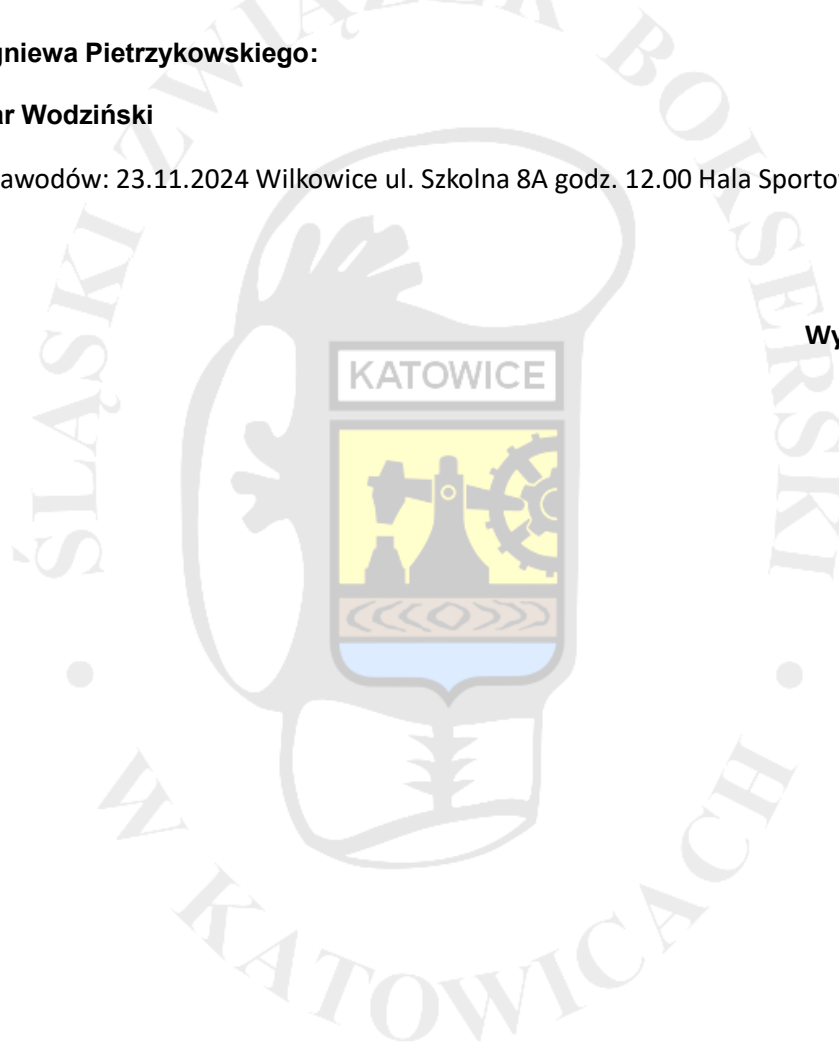 gniewa Pietrzykowskiego:
ar Wodziński
awodów: 23.11.2024 Wilkowice ul. Szkolna 8A godz. 12.00 Hala Sporto
Wy
ŚLĄSKI ZWIĄZEK BOKSERSKI
KATOWICE
W KATOWICACH